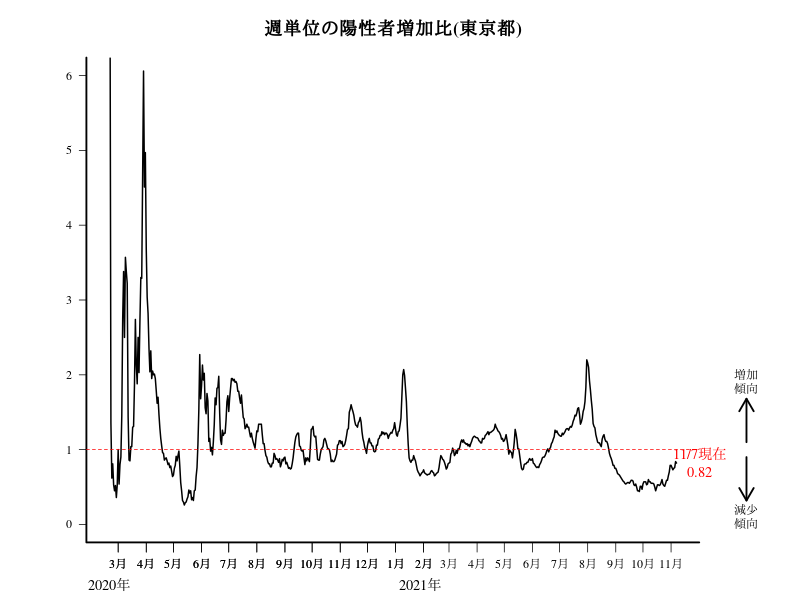 週単位の陽性者増加比(東京都)
6
5
4
3
2
1
0
増加
傾向
11/7現在
0.82
減少
傾向
3月 4月 5月 6月 7月 8月 9月 10月 11月 12月 1月 2月 3月 4月 5月 6月 7月 8月 9月 10月 11月
2020年 2021年